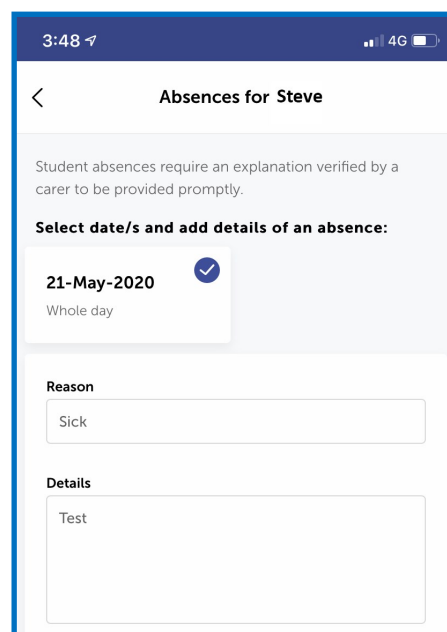 3:48
4G
Absences for Steve
Student absences require an explanation verified by a
carer to be provided promptly.
Select date/s and add details of an absence:
21-May-2020
Whole day
Reason
Sick
Details
Test